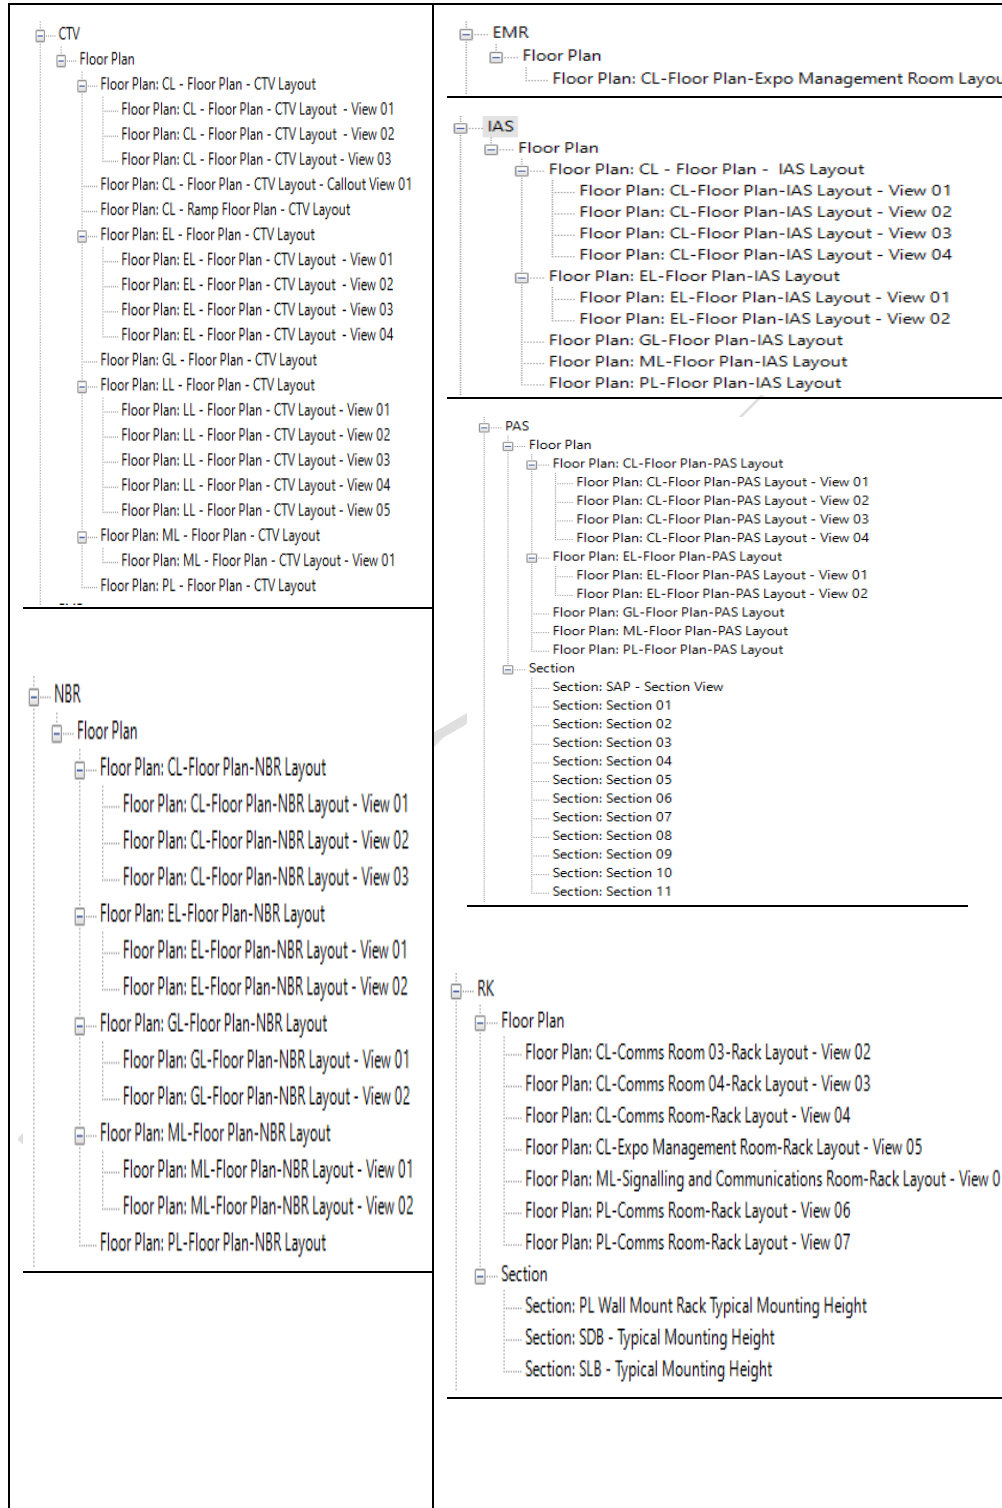 CTV
Floor Plan
Floor Plan: CL - Floor Plan - CTV Layout
Floor Plan: CL - Floor Plan - CTV Layout - View 01
Floor Plan: CL - Floor Plan - CTV Layout - View 02
Floor Plan: CL - Floor Plan - CTV Layout - View 03
Floor Plan: CL - Floor Plan - CTV Layout - Callout View 01
Floor Plan: CL - Ramp Floor Plan - CTV Layout
Floor Plan: EL - Floor Plan - CTV Layout
Floor Plan: EL - Floor Plan - CTV Layout - View 01
Floor Plan: EL - Floor Plan - CTV Layout - View 02
Floor Plan: EL - Floor Plan - CTV Layout - View 03
Floor Plan: EL - Floor Plan - CTV Layout - View 04
Floor Plan: GL - Floor Plan - CTV Layout
Floor Plan: LL - Floor Plan - CTV Layout
Floor Plan: LL - Floor Plan - CTV Layout - View 01
Floor Plan: LL - Floor Plan - CTV Layout - View 02
Floor Plan: LL - Floor Plan - CTV Layout - View 03
Floor Plan: LL - Floor Plan - CTV Layout - View 04
Floor Plan: LL - Floor Plan - CTV Layout - View 05
Floor Plan: ML - Floor Plan - CTV Layout
Floor Plan: ML - Floor Plan - CTV Layout - View 01
Floor Plan: PL - Floor Plan - CTV Layout
NBR
Floor Plan
Floor Plan: CL-Floor Plan-NBR Layout
Floor Plan: CL-Floor Plan-NBR Layout - View 01
Floor Plan: CL-Floor Plan-NBR Layout - View 02
Floor Plan: CL-Floor Plan-NBR Layout - View 03
Floor Plan: EL-Floor Plan-NBR Layout
Floor Plan: EL-Floor Plan-NBR Layout - View 01
Floor Plan: EL-Floor Plan-NBR Layout - View 02
Floor Plan: GL-Floor Plan-NBR Layout
Floor Plan: GL-Floor Plan-NBR Layout - View 01
Floor Plan: GL-Floor Plan-NBR Layout - View 02
Floor Plan: ML-Floor Plan-NBR Layout
Floor Plan: ML-Floor Plan-NBR Layout - View 01
Floor Plan: ML-Floor Plan-NBR Layout - View 02
Floor Plan: PL-Floor Plan-NBR Layout
EMR
Floor Plan
Floor Plan: CL-Floor Plan-Expo Management Room Layou
IAS
Floor Plan
Floor Plan: CL - Floor Plan - IAS Layout
Floor Plan: CL-Floor Plan-IAS Layout - View 01
Floor Plan: CL-Floor Plan-IAS Layout - View 02
Floor Plan: CL-Floor Plan-IAS Layout - View 03
Floor Plan: CL-Floor Plan-IAS Layout - View 04
Floor Plan: EL-Floor Plan-IAS Layout
Floor Plan: EL-Floor Plan-IAS Layout - View 01
Floor Plan: EL-Floor Plan-IAS Layout - View 02
Floor Plan: GL-Floor Plan-IAS Layout
Floor Plan: ML-Floor Plan-IAS Layout
Floor Plan: PL-Floor Plan-IAS Layout
PAS
Floor Plan
Floor Plan: CL-Floor Plan-PAS Layout
Floor Plan: CL-Floor Plan-PAS Layout - View 01
Floor Plan: CL-Floor Plan-PAS Layout - View 02
Floor Plan: CL-Floor Plan-PAS Layout - View 03
Floor Plan: CL-Floor Plan-PAS Layout - View 04
Floor Plan: EL-Floor Plan-PAS Layout
Floor Plan: EL-Floor Plan-PAS Layout - View 01
Floor Plan: EL-Floor Plan-PAS Layout - View 02
Floor Plan: GL-Floor Plan-PAS Layout
Floor Plan: ML-Floor Plan-PAS Layout
Floor Plan: PL-Floor Plan-PAS Layout
Section
Section: SAP - Section View
Section: Section 01
Section: Section 02
Section: Section 03
Section: Section 04
Section: Section 05
Section: Section 06
Section: Section 07
Section: Section 08
Section: Section 09
Section: Section 10
Section: Section 11
RK
Floor Plan
Floor Plan: CL-Comms Room 03-Rack Layout - View 02
Floor Plan: CL-Comms Room 04-Rack Layout - View 03
Floor Plan: CL-Comms Room-Rack Layout - View 04
Floor Plan: CL-Expo Management Room-Rack Layout - View 05
Floor Plan: ML-Signalling and Communications Room-Rack Layout - View 0
Floor Plan: PL-Comms Room-Rack Layout - View 06
Floor Plan: PL-Comms Room-Rack Layout - View 07
Section
Section: PL Wall Mount Rack Typical Mounting Height
Section: SDB - Typical Mounting Height
Section: SLB - Typical Mounting Height